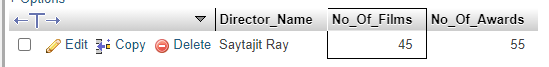 Options
Director_Name No_Of_Films No_Of_Awards
Edit Copy Delete Saytajit Ray 45 55